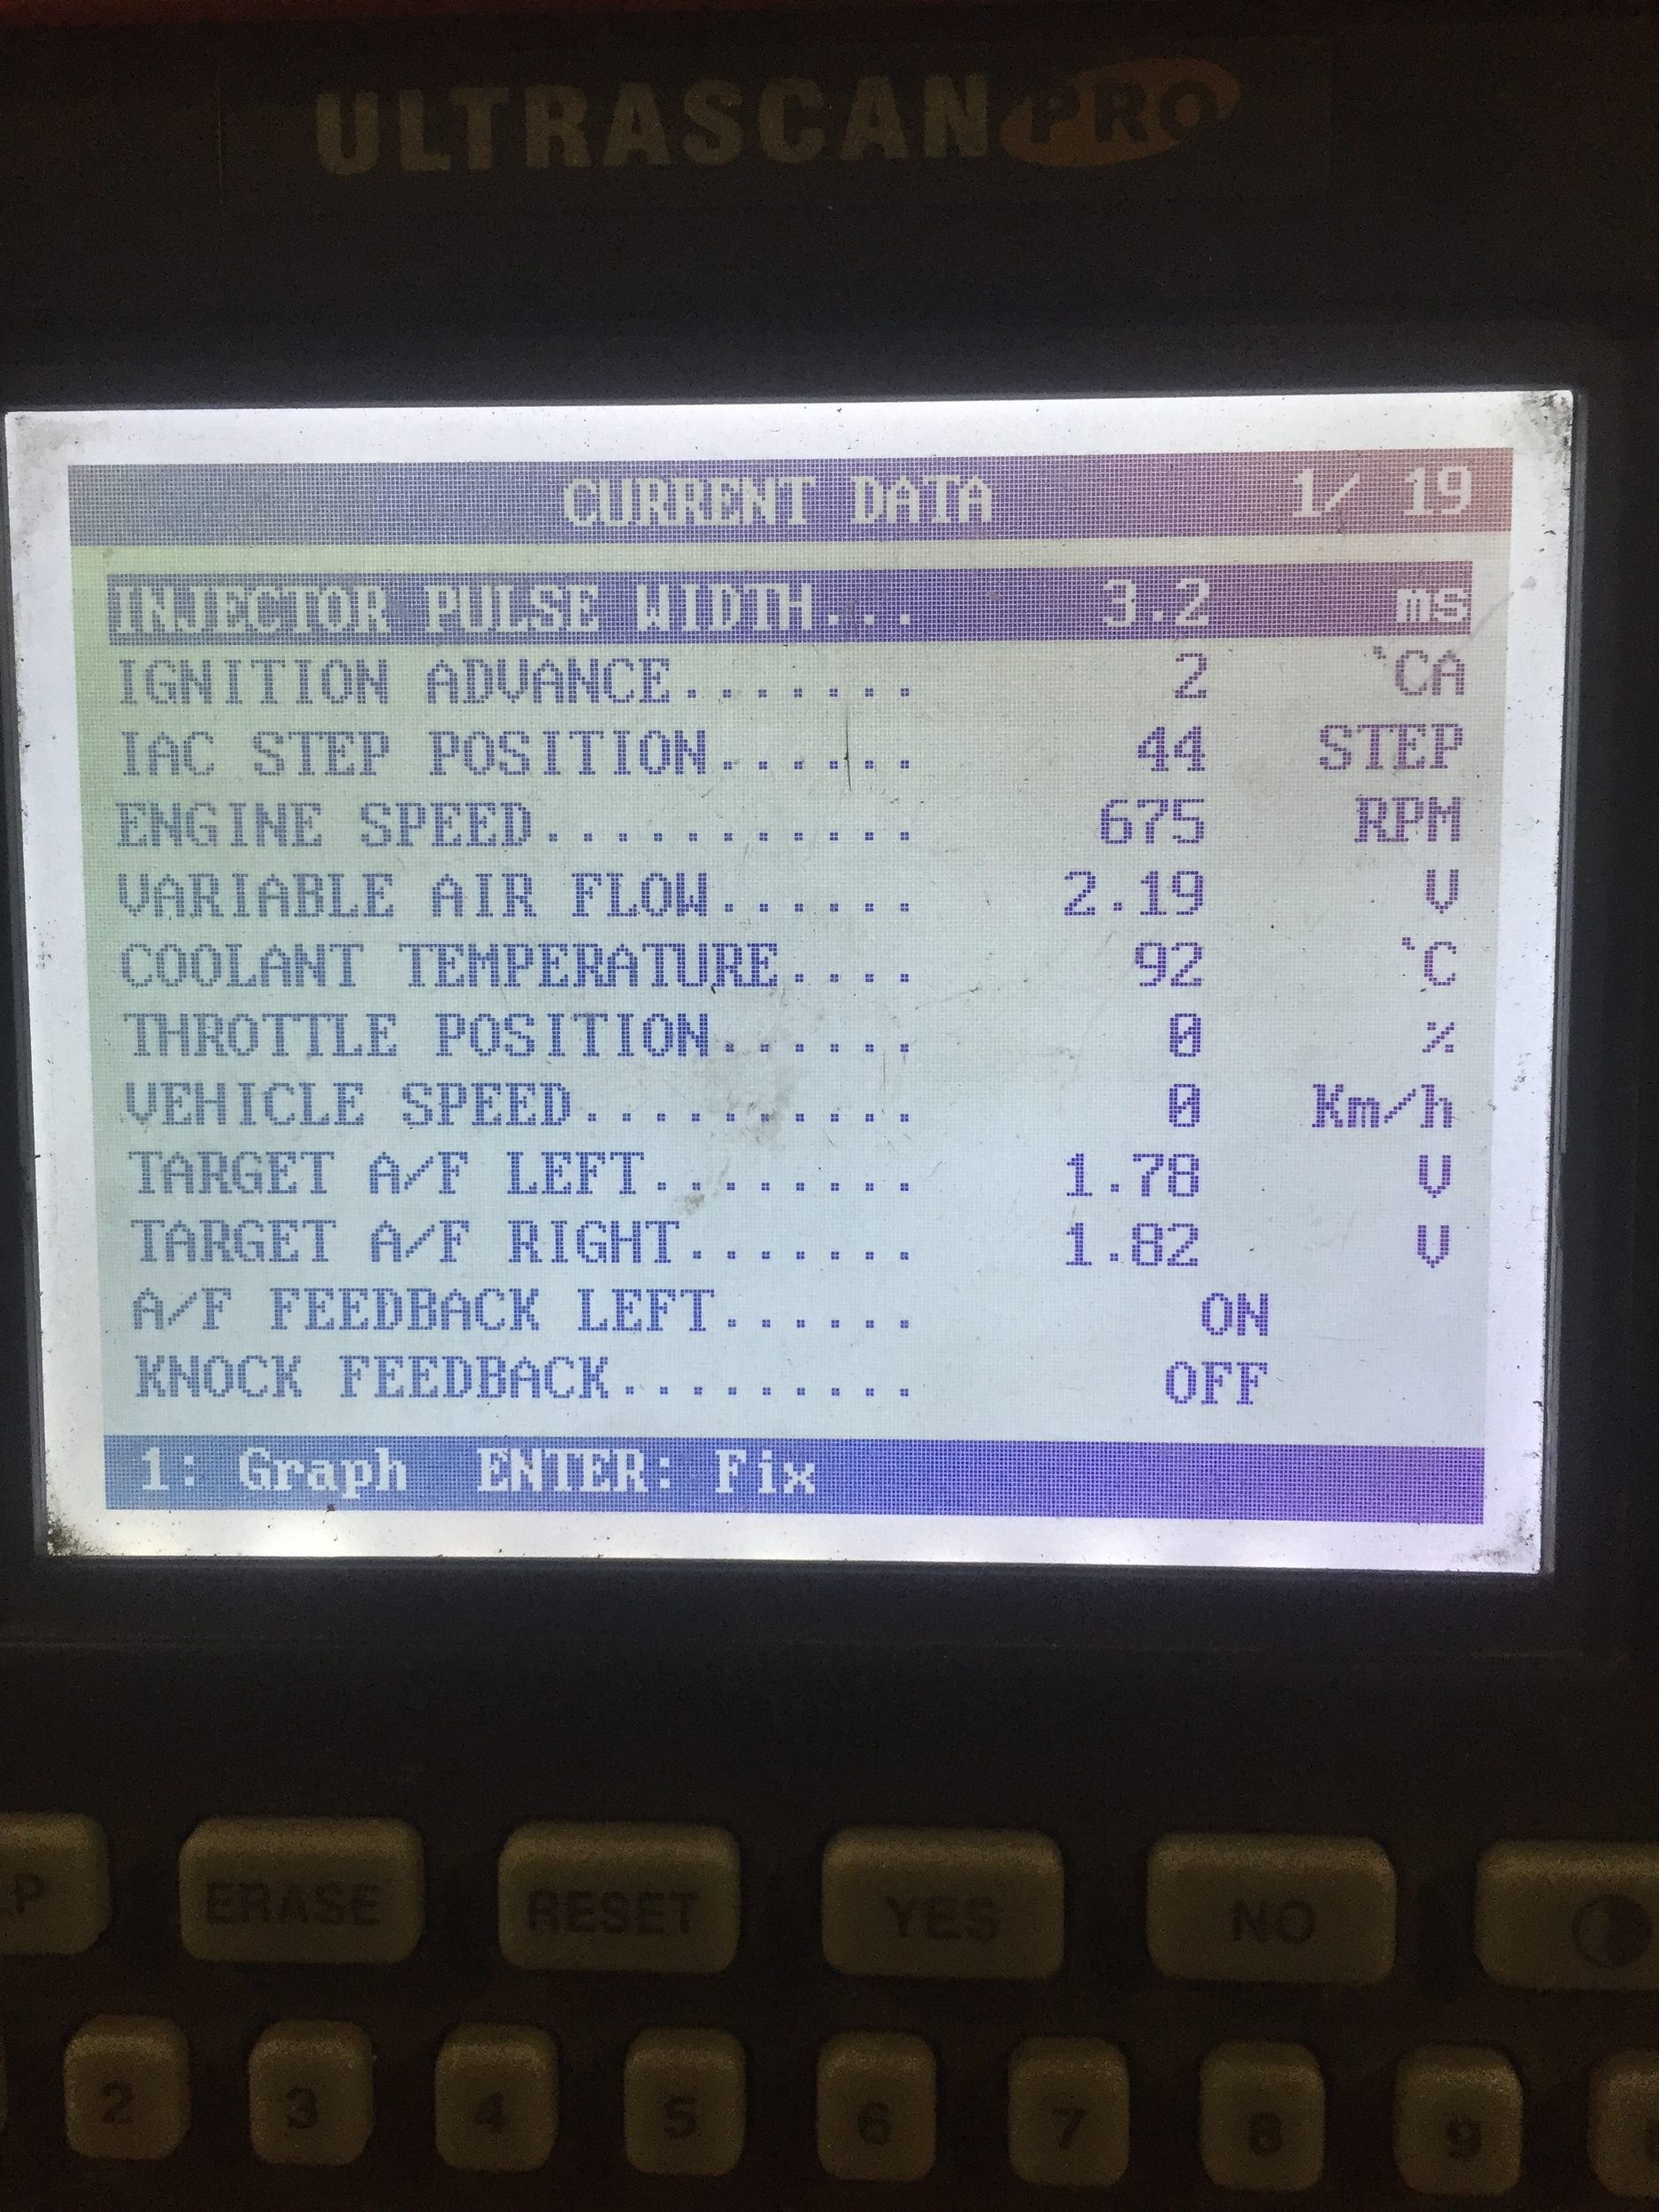 ULTRASCAN PRO
CURRENT DATA 1/ 19
INJECTOR PULSE WIDTH... 3.2 ms
IGNITION ADVANCE....... 2 °CA
IAC STEP POSITION...... 44 STEP
ENGINE SPEED........... 675 RPM
VARIABLE AIR FLOW...... 2.19 V
COOLANT TEMPERATURE.... 92 °C
THROTTLE POSITION...... 0 %
VEHICLE SPEED.......... 0 Km/h
TARGET A/F LEFT........ 1.78 V
TARGET A/F RIGHT....... 1.82 V
A/F FEEDBACK LEFT...... ON
KNOCK FEEDBACK......... OFF
1: Graph ENTER: Fix
ERASE RESET YES NO
2 3 4 5 6 7 8 9